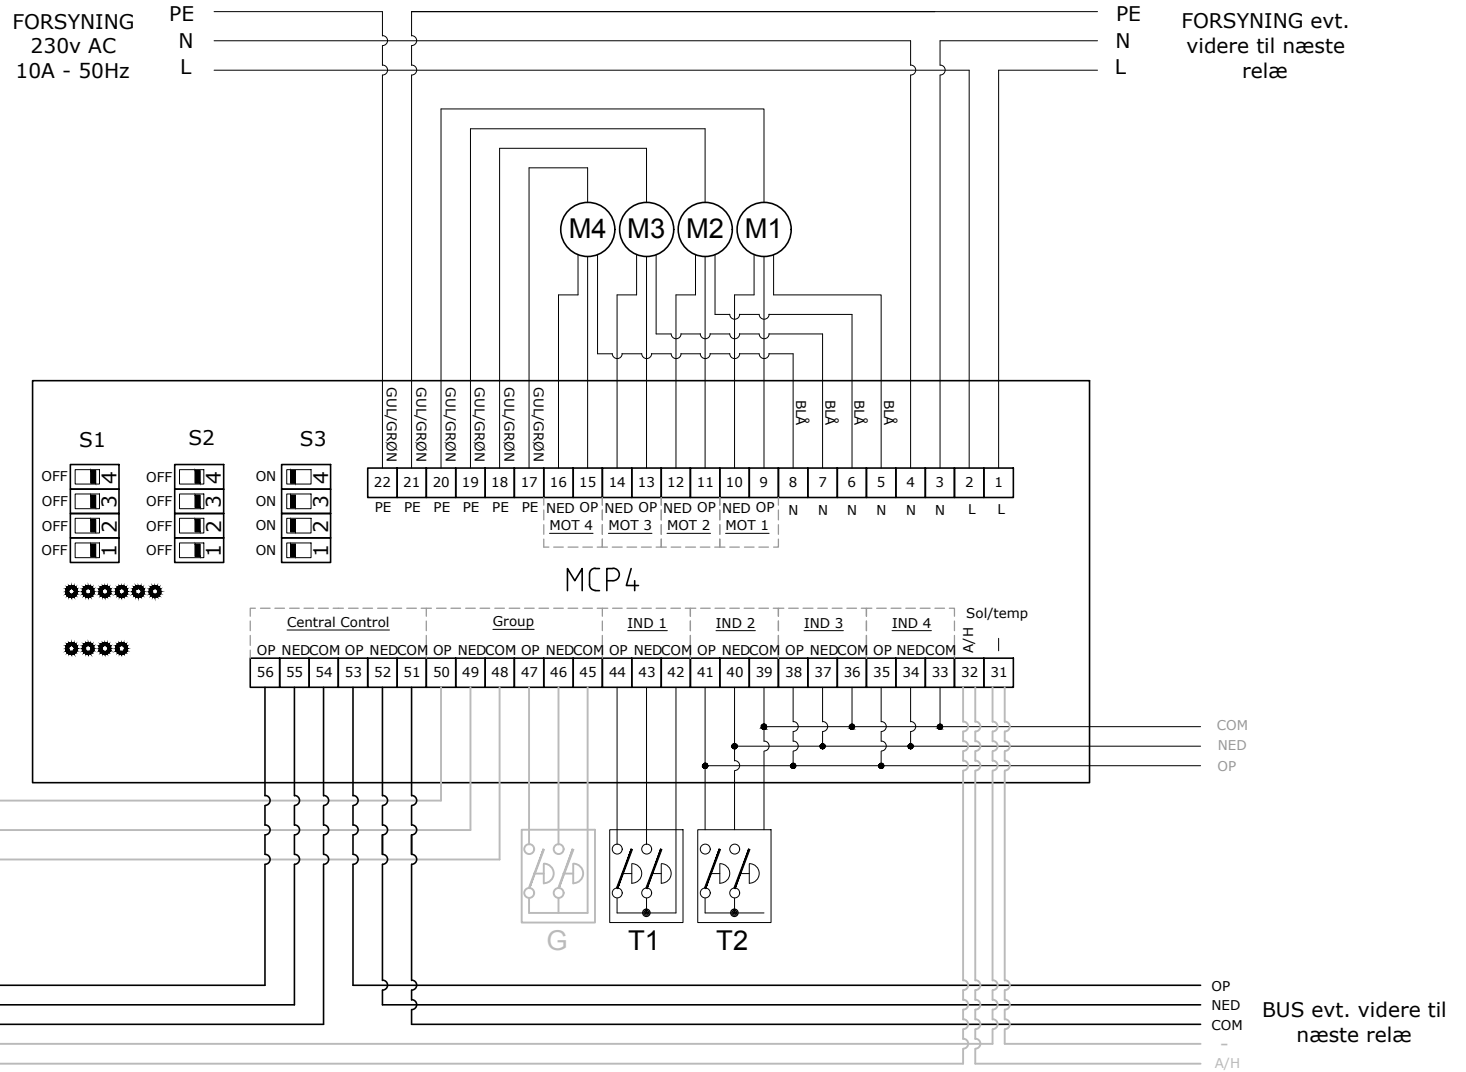 FORSYNING
230v AC
10A - 50Hz
PE
N
L
PE
N
L
FORSYNING evt.
videre til næste
relæ
M4 M3 M2 M1
GUL/GRØN GUL/GRØN GUL/GRØN GUL/GRØN GUL/GRØN GUL/GRØN BLÅ BLÅ BLÅ BLÅ
S1 S2 S3
OFF 4 OFF 4 ON 4
OFF 3 OFF 3 ON 3
OFF 2 OFF 2 ON 2
OFF 1 OFF 1 ON 1
22 21 20 19 18 17 16 15 14 13 12 11 10 9 8 7 6 5 4 3 2 1
PE PE PE PE PE PE NED OP NED OP NED OP NED OP N N N N N N L L
MOT 4 MOT 3 MOT 2 MOT 1
MCP4
Central Control Group IND 1 IND 2 IND 3 IND 4 Sol/temp
OP NED COM OP NED COM OP NED COM OP NED COM OP NED COM OP NED COM OP NED COM OP NED COM A/H –
56 55 54 53 52 51 50 49 48 47 46 45 44 43 42 41 40 39 38 37 36 35 34 33 32 31
COM
NED
OP
G T1 T2
OP
NED
COM
-
A/H
BUS evt. videre til
næste relæ